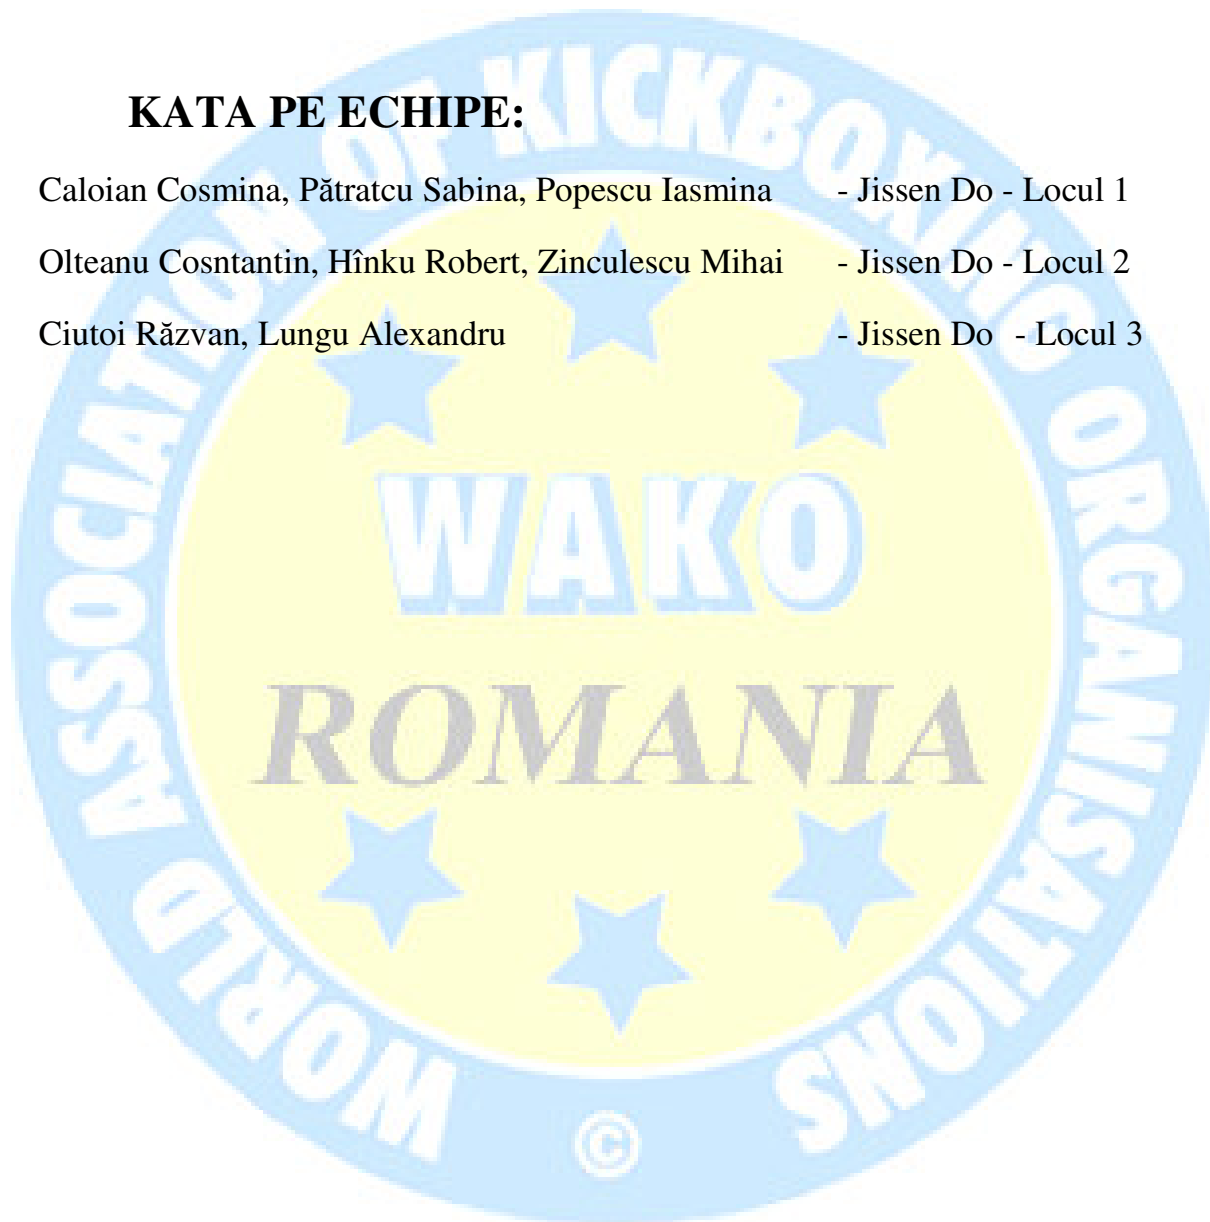 KATA PE ECHIPE:
Caloian Cosmina, Pătratcu Sabina, Popescu Iasmina - Jissen Do - Locul 1
Olteanu Cosntantin, Hînku Robert, Zinculescu Mihai - Jissen Do - Locul 2
Ciutoi Răzvan, Lungu Alexandru - Jissen Do - Locul 3
WORLD ASSOCIATION OF KICKBOXING ORGANISATIONS
WAKO
ROMANIA
©